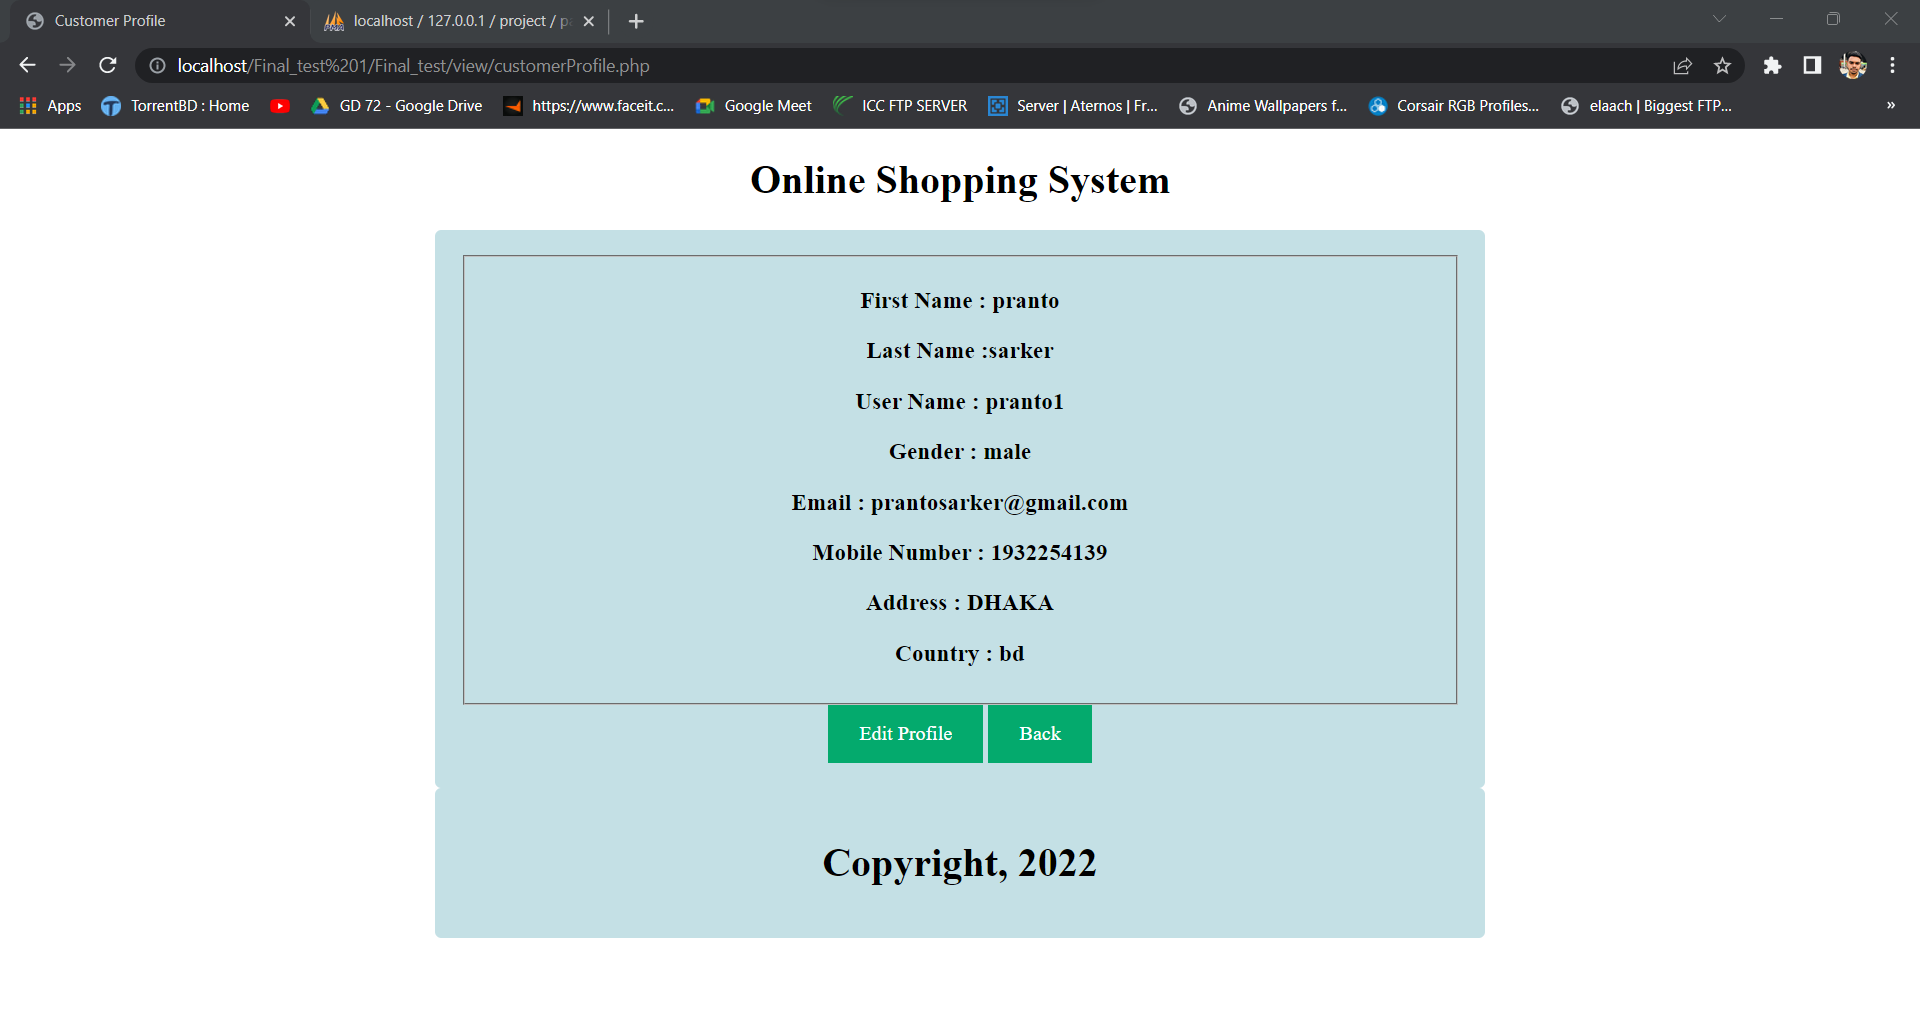 Customer Profile
localhost / 127.0.0.1 / project / p
localhost/Final_test%201/Final_test/view/customerProfile.php
Apps TorrentBD : Home GD 72 - Google Drive https://www.faceit.c... Google Meet ICC FTP SERVER Server | Aternos | Fr... Anime Wallpapers f... Corsair RGB Profiles... elaach | Biggest FTP... »
Online Shopping System
First Name : pranto
Last Name :sarker
User Name : pranto1
Gender : male
Email : prantosarker@gmail.com
Mobile Number : 1932254139
Address : DHAKA
Country : bd
Edit Profile Back
Copyright, 2022